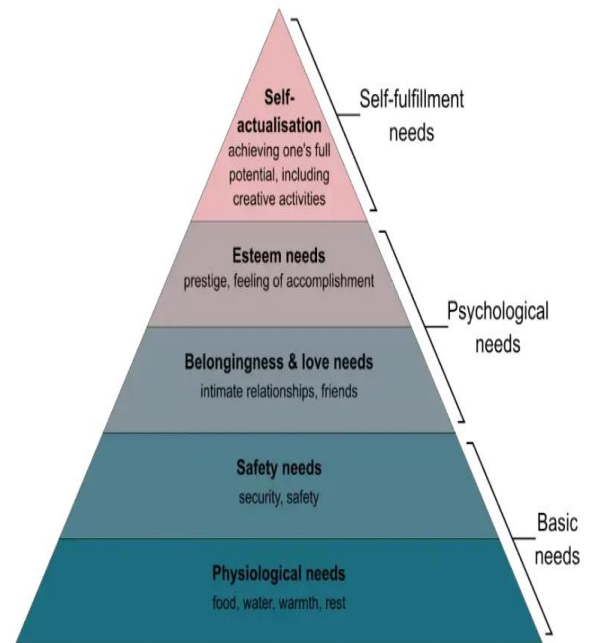 Self-
actualisation
achieving one's full
potential, including
creative activities
Self-fulfillment
needs
Esteem needs
prestige, feeling of accomplishment
Psychological
needs
Belongingness & love needs
intimate relationships, friends
Safety needs
security, safety
Basic
needs
Physiological needs
food, water, warmth, rest